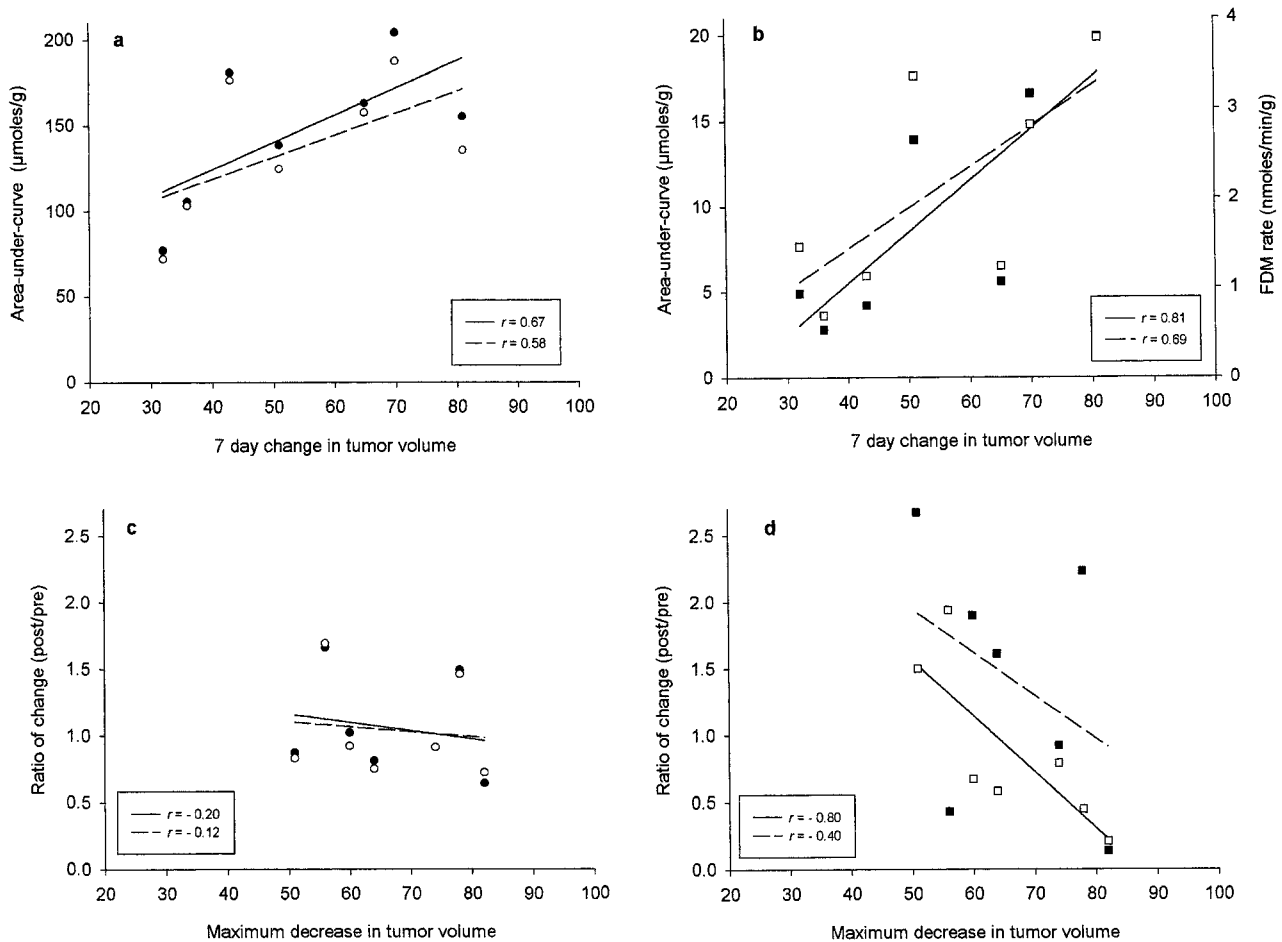 a
200
150
100
50
0
Area-under-curve (µmoles/g)
20 30 40 50 60 70 80 90 100
7 day change in tumor volume
r = 0.67
r = 0.58
b
20
15
10
5
0
Area-under-curve (µmoles/g)
4
3
2
1
0
FDM rate (nmoles/min/g)
20 30 40 50 60 70 80 90 100
7 day change in tumor volume
r = 0.81
r = 0.69
c
2.5
2.0
1.5
1.0
0.5
0.0
Ratio of change (post/pre)
20 30 40 50 60 70 80 90 100
Maximum decrease in tumor volume
r = - 0.20
r = - 0.12
d
2.5
2.0
1.5
1.0
0.5
0.0
Ratio of change (post/pre)
20 30 40 50 60 70 80 90 100
Maximum decrease in tumor volume
r = - 0.80
r = - 0.40